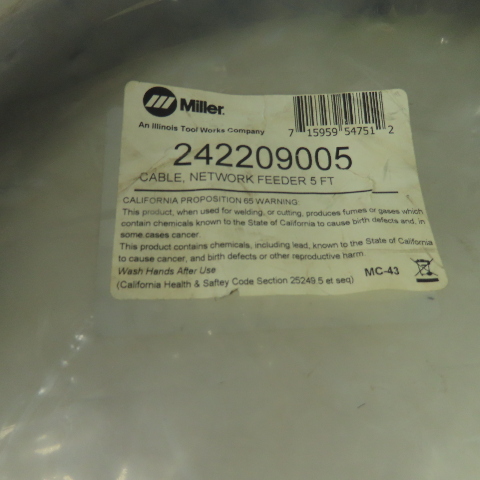 Miller.
An Illinois Tool Works Company
7 15959 54751 2
242209005
CABLE, NETWORK FEEDER 5 FT
CALIFORNIA PROPOSITION 65 WARNING:
This product, when used for welding, or cutting, produces fumes or gases which
contain chemicals known to the State of California to cause birth defects and, in
some cases cancer.
This product contains chemicals, including lead, known to the State of California
to cause cancer, and birth defects or other reproductive harm.
Wash Hands After Use
MC-43
(California Health & Saftey Code Section 25249.5 et seq)